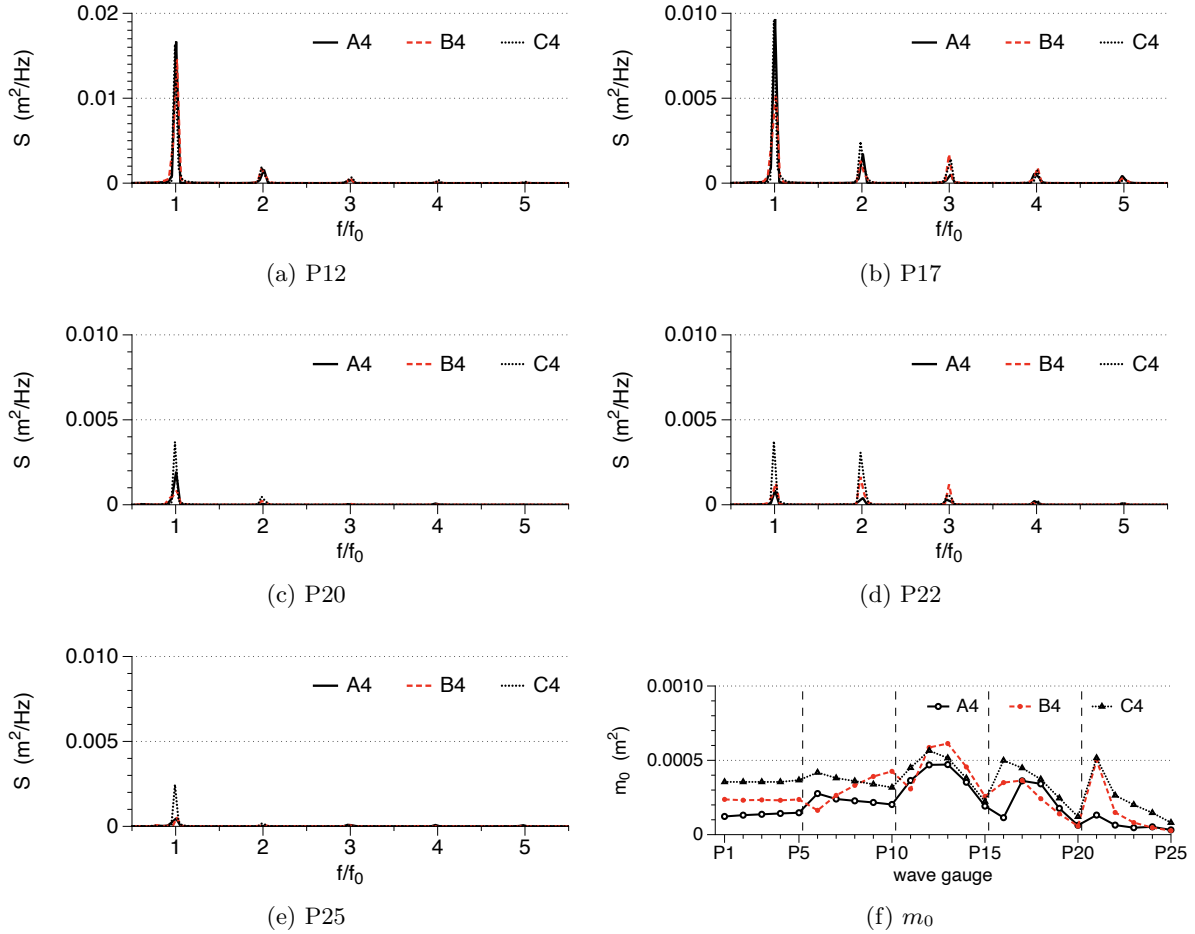 0.02
0.01
0
S (m²/Hz)
A4 B4 C4
1 2 3 4 5
f/f₀
(a) P12
0.010
0.005
0
S (m²/Hz)
A4 B4 C4
1 2 3 4 5
f/f₀
(b) P17
0.010
0.005
0
S (m²/Hz)
A4 B4 C4
1 2 3 4 5
f/f₀
(c) P20
0.010
0.005
0
S (m²/Hz)
A4 B4 C4
1 2 3 4 5
f/f₀
(d) P22
0.010
0.005
0
S (m²/Hz)
A4 B4 C4
1 2 3 4 5
f/f₀
(e) P25
0.0010
0.0005
0
m₀ (m²)
A4 B4 C4
P1 P5 P10 P15 P20 P25
wave gauge
(f) m₀